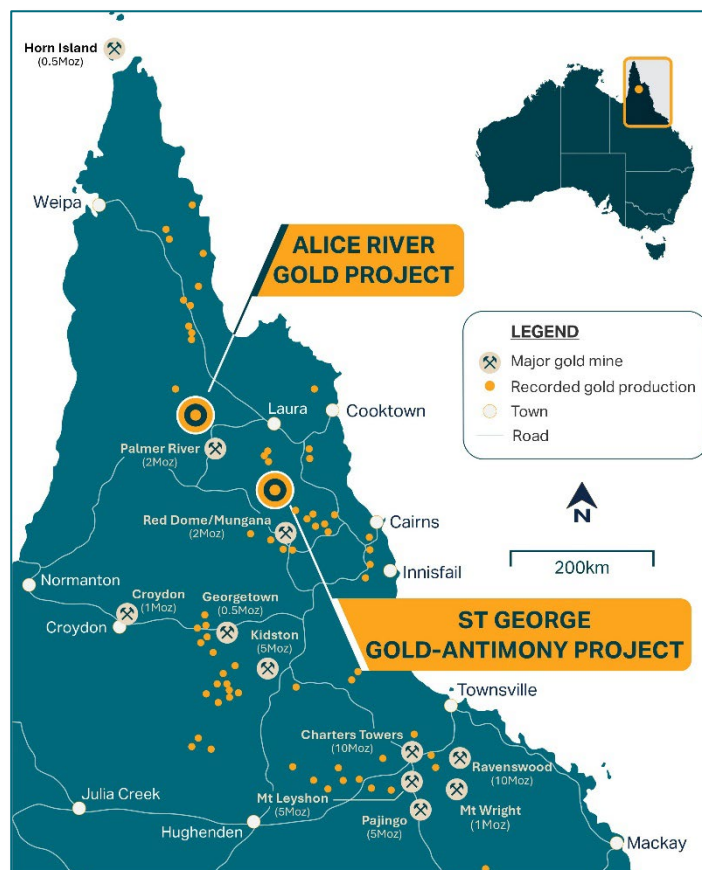 Horn Island
(0.5Moz)
Weipa
ALICE RIVER
GOLD PROJECT
LEGEND
Major gold mine
Recorded gold production
Town
Road
Laura
Cooktown
Palmer River
(2Moz)
N
Red Dome/Mungana
(2Moz)
Cairns
200km
Innisfail
Normanton
Croydon
(1Moz)
Georgetown
(0.5Moz)
Croydon
Kidston
(5Moz)
ST GEORGE
GOLD-ANTIMONY PROJECT
Townsville
Charters Towers
(10Moz)
Ravenswood
(10Moz)
Mt Leyshon
(5Moz)
Mt Wright
(1Moz)
Pajingo
(5Moz)
Julia Creek
Hughenden
Mackay